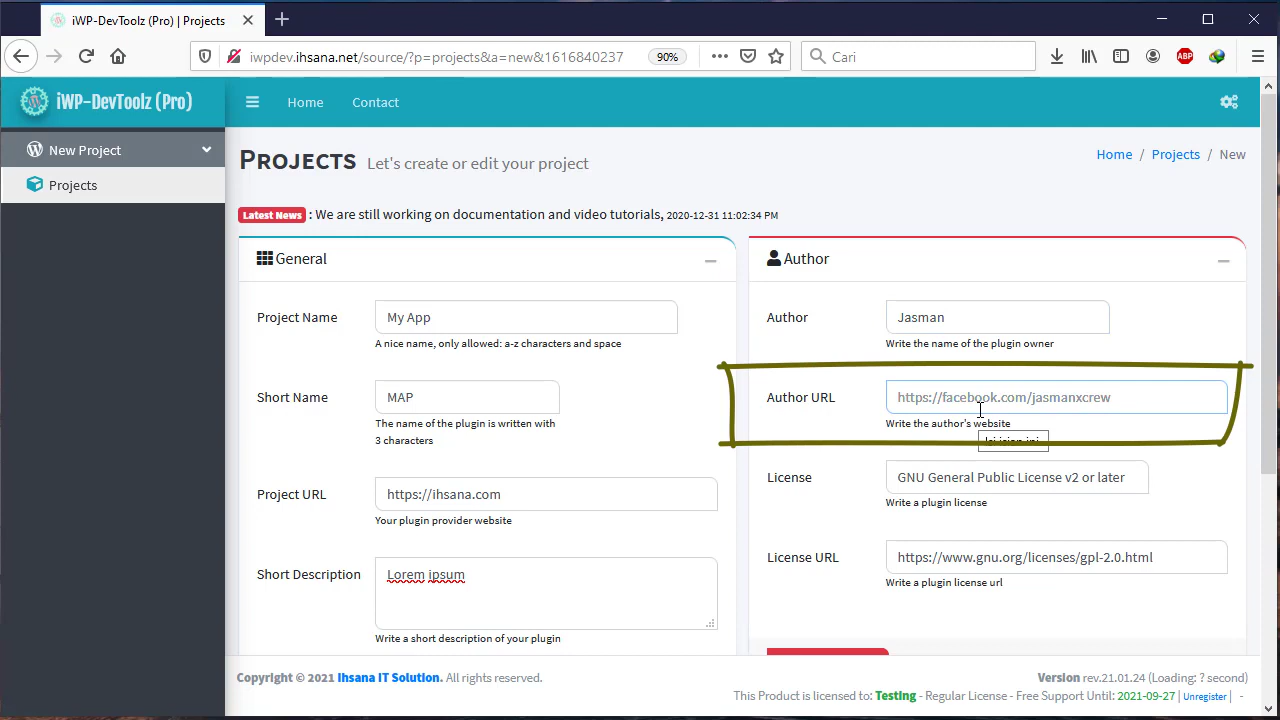 iWP-DevToolz (Pro) | Projects
iwpdev.ihsana.net/source/?p=projects&a=new&1616840237
90%
Cari
ABP
iWP-DevToolz (Pro)
Home
Contact
New Project
Projects
Projects Let's create or edit your project
Home / Projects / New
Latest News : We are still working on documentation and video tutorials, 2020-12-31 11:02:34 PM
General
Project Name
My App
A nice name, only allowed: a-z characters and space
Short Name
MAP
The name of the plugin is written with
3 characters
Project URL
https://ihsana.com
Your plugin provider website
Short Description
Lorem ipsum
Write a short description of your plugin
Author
Author
Jasman
Write the name of the plugin owner
Author URL
https://facebook.com/jasmanxcrew
Write the author's website
License
GNU General Public License v2 or later
Write a plugin license
License URL
https://www.gnu.org/licenses/gpl-2.0.html
Write a plugin license url
Copyright © 2021 Ihsana IT Solution. All rights reserved.
Version rev.21.01.24 (Loading: ? second)
This Product is licensed to: Testing - Regular License - Free Support Until: 2021-09-27 | Unregister | -